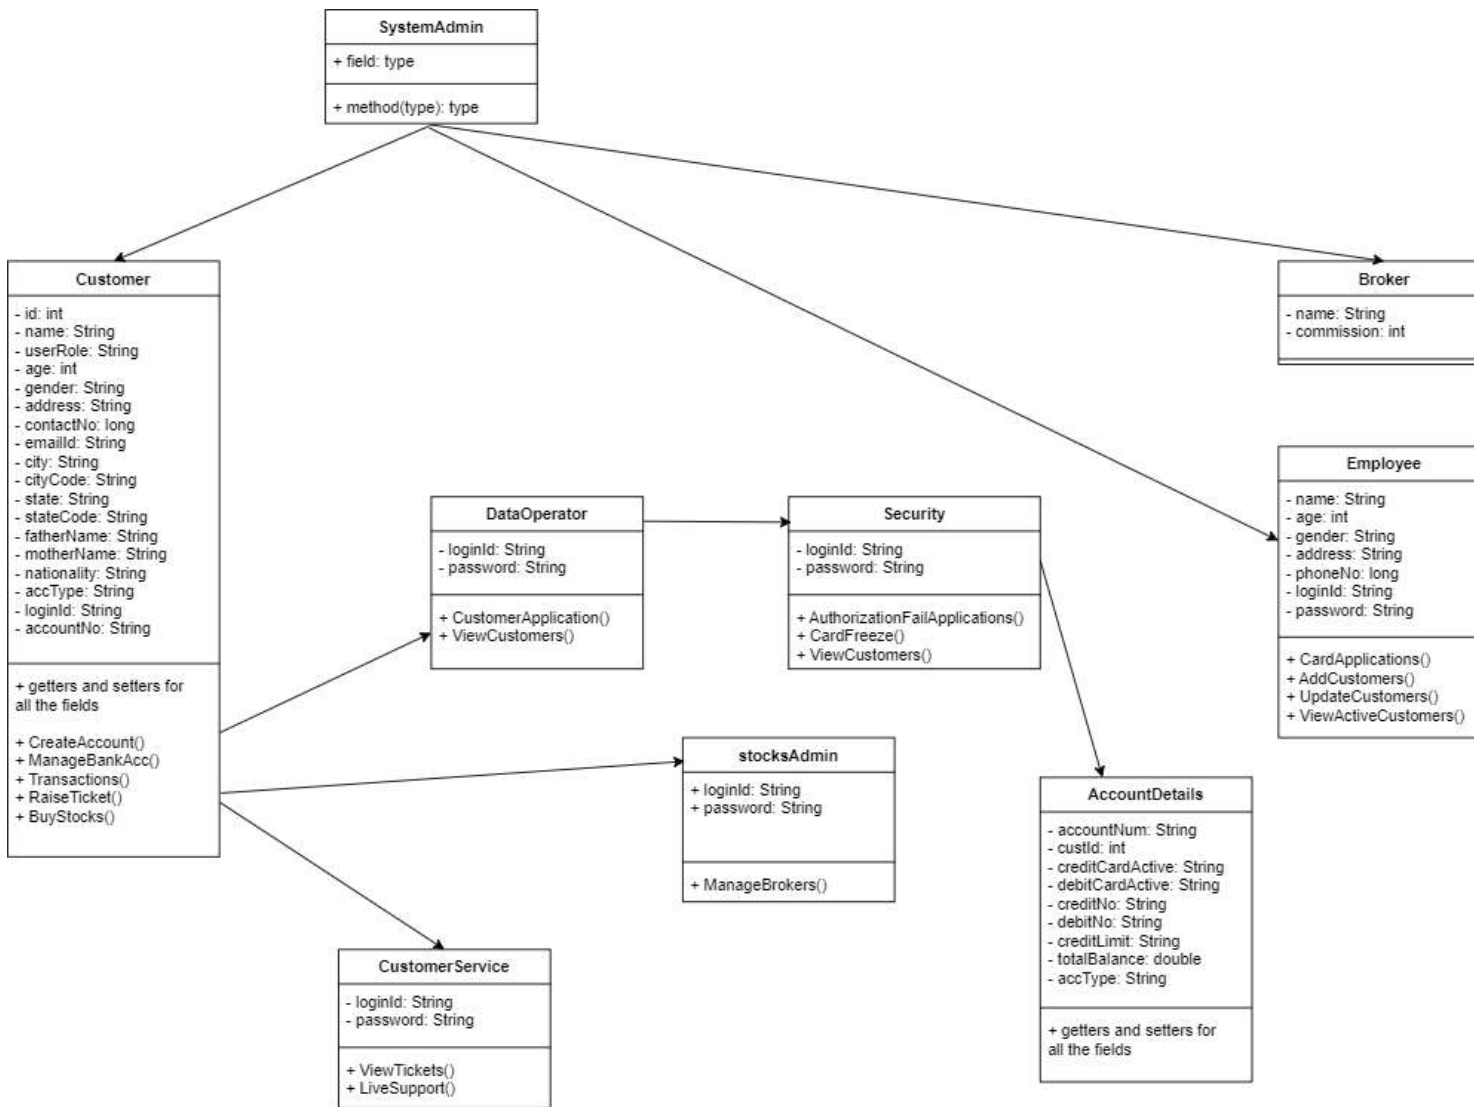 SystemAdmin
+ field: type
+ method(type): type
Customer
- id: int
- name: String
- userRole: String
- age: int
- gender: String
- address: String
- contactNo: long
- emailId: String
- city: String
- cityCode: String
- state: String
- stateCode: String
- fatherName: String
- motherName: String
- nationality: String
- accType: String
- loginId: String
- accountNo: String
+ getters and setters for
all the fields
+ CreateAccount()
+ ManageBankAcc()
+ Transactions()
+ RaiseTicket()
+ BuyStocks()
Broker
- name: String
- commission: int
Employee
- name: String
- age: int
- gender: String
- address: String
- phoneNo: long
- loginId: String
- password: String
+ CardApplications()
+ AddCustomers()
+ UpdateCustomers()
+ ViewActiveCustomers()
DataOperator
- loginId: String
- password: String
+ CustomerApplication()
+ ViewCustomers()
Security
- loginId: String
- password: String
+ AuthorizationFailApplications()
+ CardFreeze()
+ ViewCustomers()
stocksAdmin
+ loginId: String
+ password: String
+ ManageBrokers()
AccountDetails
- accountNum: String
- custId: int
- creditCardActive: String
- debitCardActive: String
- creditNo: String
- debitNo: String
- creditLimit: String
- totalBalance: double
- accType: String
+ getters and setters for
all the fields
CustomerService
- loginId: String
- password: String
+ ViewTickets()
+ LiveSupport()